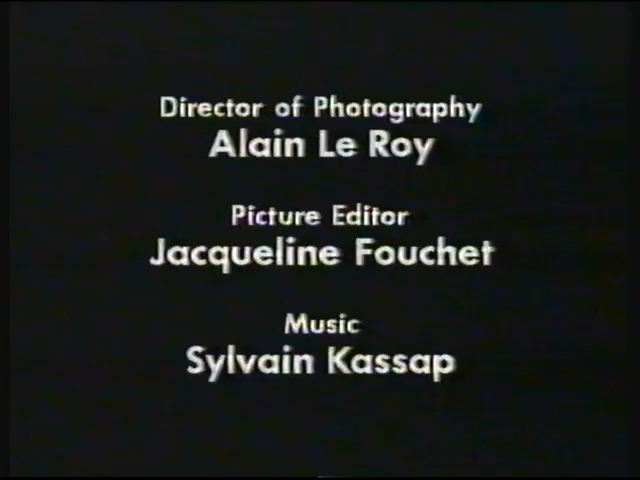 Director of Photography
Alain Le Roy
Picture Editor
Jacqueline Fouchet
Music
Sylvain Kassap